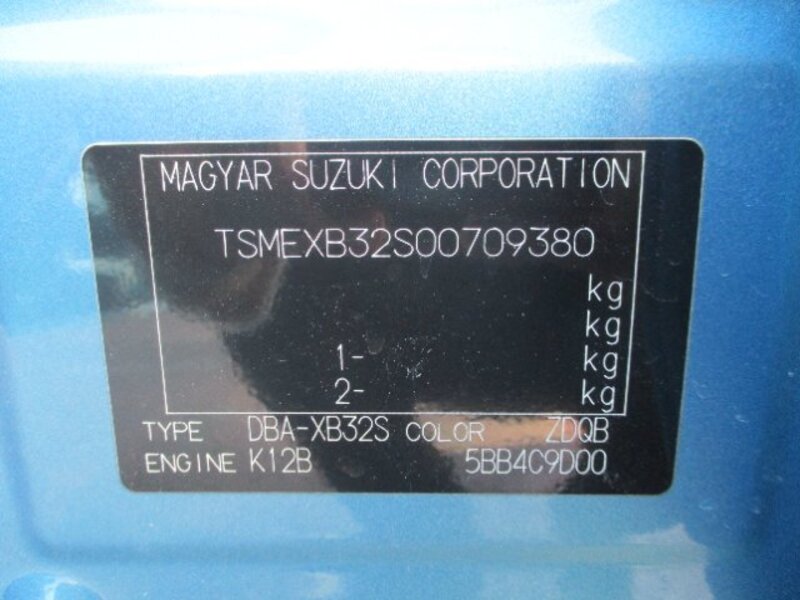 MAGYAR SUZUKI CORPORATION
TSMEXB32S00709380
kg
kg
1- kg
2- kg
TYPE DBA-XB32S COLOR ZDQB
ENGINE K12B 5BB4C9D00